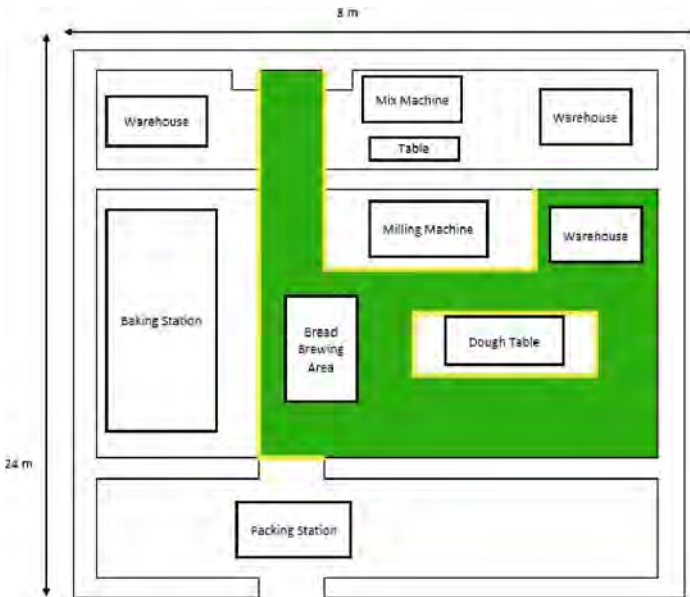 8 m
Mix Machine
Warehouse
Warehouse
Table
Milling Machine
Warehouse
Baking Station
Bread
Brewing
Area
Dough Table
24 m
Packing Station